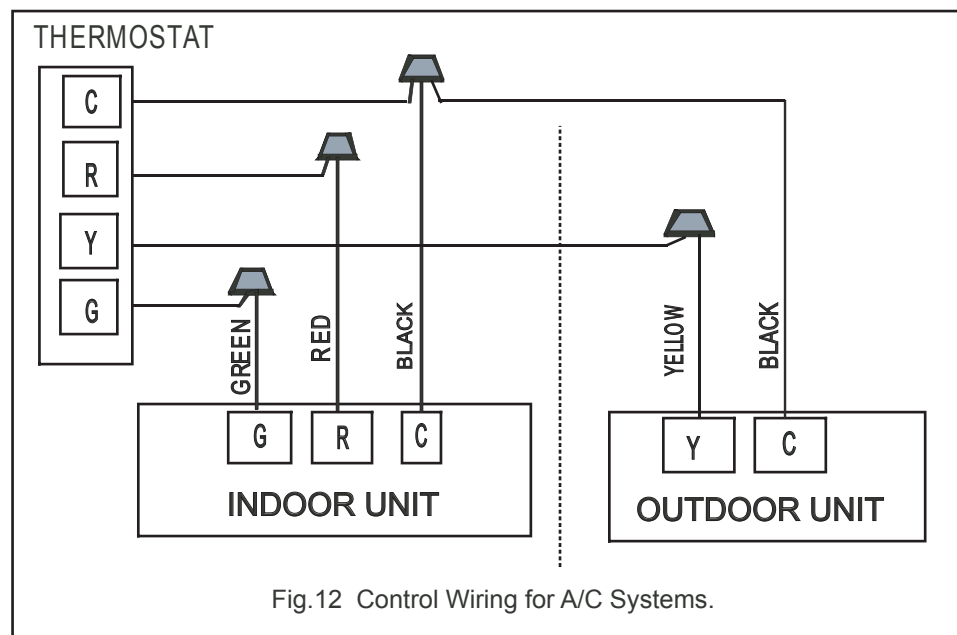 THERMOSTAT
C
R
Y
G
GREEN
RED
BLACK
YELLOW
BLACK
G
R
C
INDOOR UNIT
Y
C
OUTDOOR UNIT
Fig.12 Control Wiring for A/C Systems.